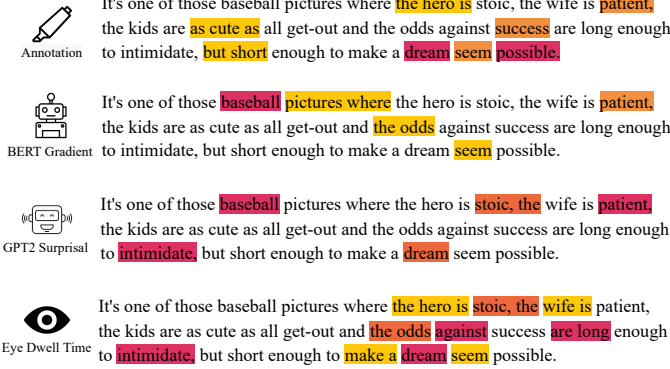 It's one of those baseball pictures where the hero is stoic, the wife is patient,
the kids are as cute as all get-out and the odds against success are long enough
Annotation to intimidate, but short enough to make a dream seem possible.
It's one of those baseball pictures where the hero is stoic, the wife is patient,
the kids are as cute as all get-out and the odds against success are long enough
BERT Gradient to intimidate, but short enough to make a dream seem possible.
It's one of those baseball pictures where the hero is stoic, the wife is patient,
the kids are as cute as all get-out and the odds against success are long enough
GPT2 Surprisal to intimidate, but short enough to make a dream seem possible.
It's one of those baseball pictures where the hero is stoic, the wife is patient,
the kids are as cute as all get-out and the odds against success are long enough
Eye Dwell Time to intimidate, but short enough to make a dream seem possible.